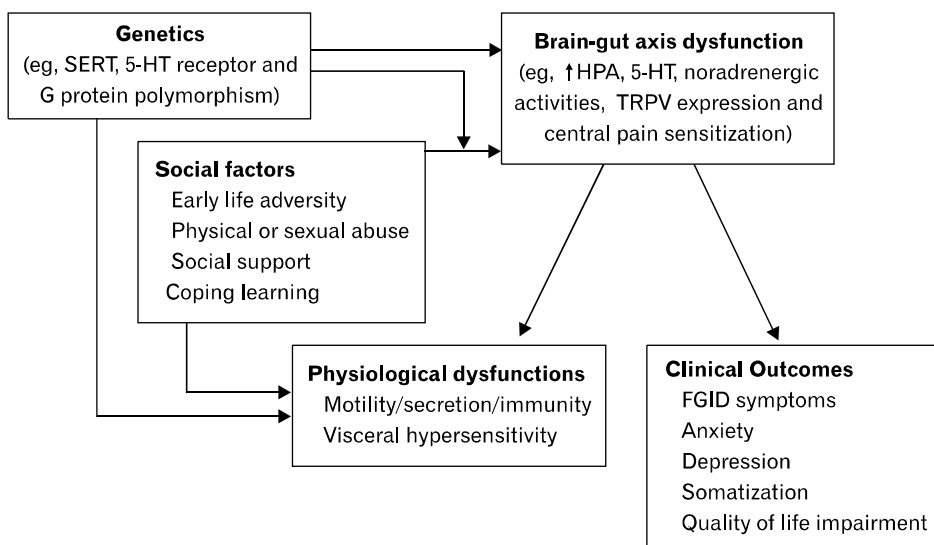 Genetics
(eg, SERT, 5-HT receptor and
G protein polymorphism)
Brain-gut axis dysfunction
(eg, ↑HPA, 5-HT, noradrenergic
activities, TRPV expression and
central pain sensitization)
Social factors
Early life adversity
Physical or sexual abuse
Social support
Coping learning
Physiological dysfunctions
Motility/secretion/immunity
Visceral hypersensitivity
Clinical Outcomes
FGID symptoms
Anxiety
Depression
Somatization
Quality of life impairment